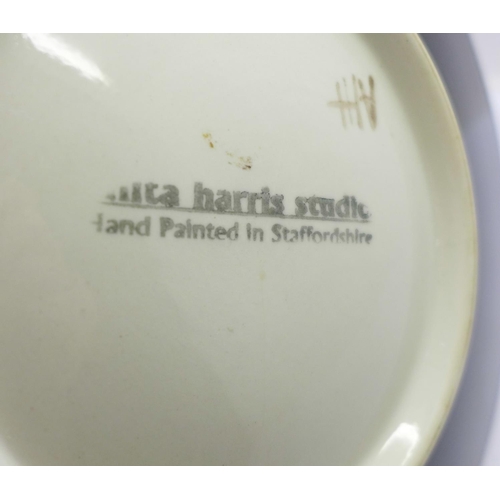 harris studio
Hand Painted in Staffordshire